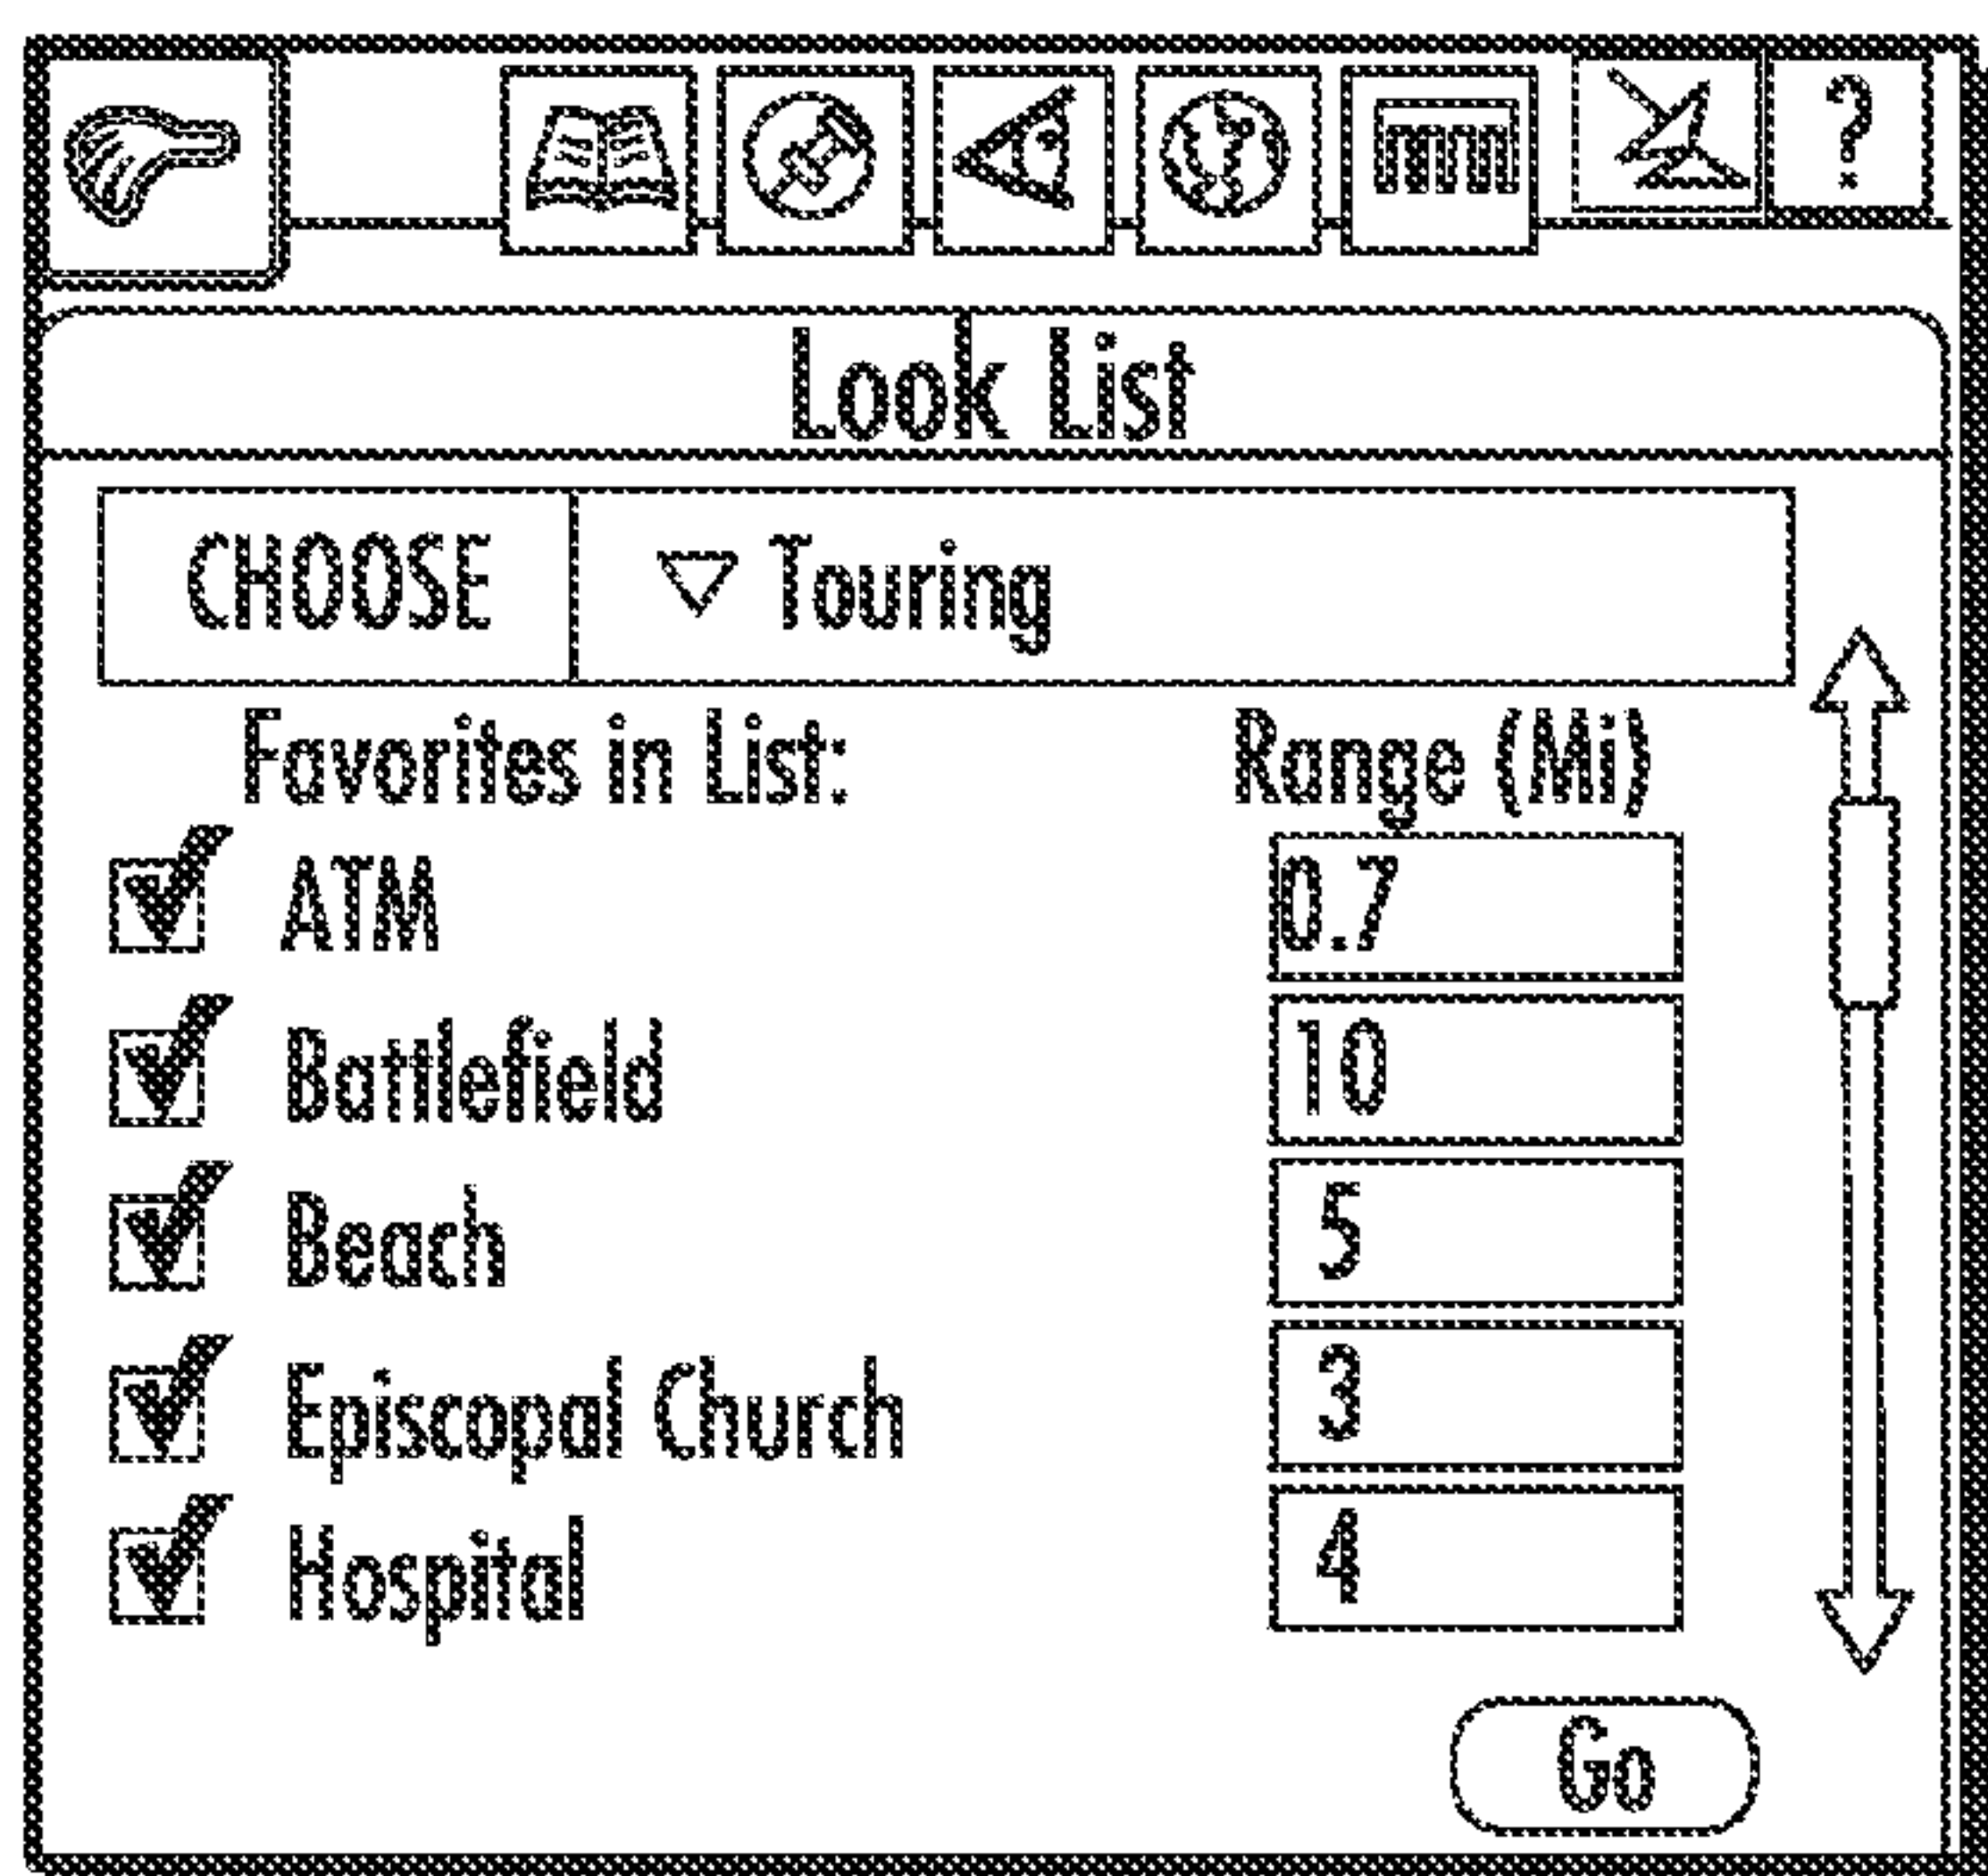 ?
Look List
CHOOSE ▽ Touring
Favorites in List: Range (Mi)
ATM 0.7
Battlefield 10
Beach 5
Episcopal Church 3
Hospital 4
Go